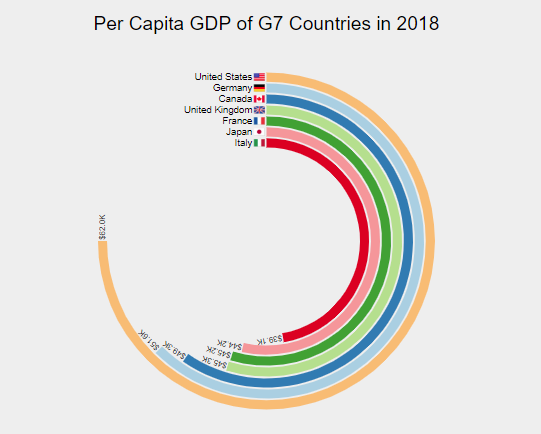 Per Capita GDP of G7 Countries in 2018
United States
Germany
Canada
United Kingdom
France
Japan
Italy
$62.0K
$51.6K
$49.3K
$45.3K
$45.2K
$44.2K
$39.1K